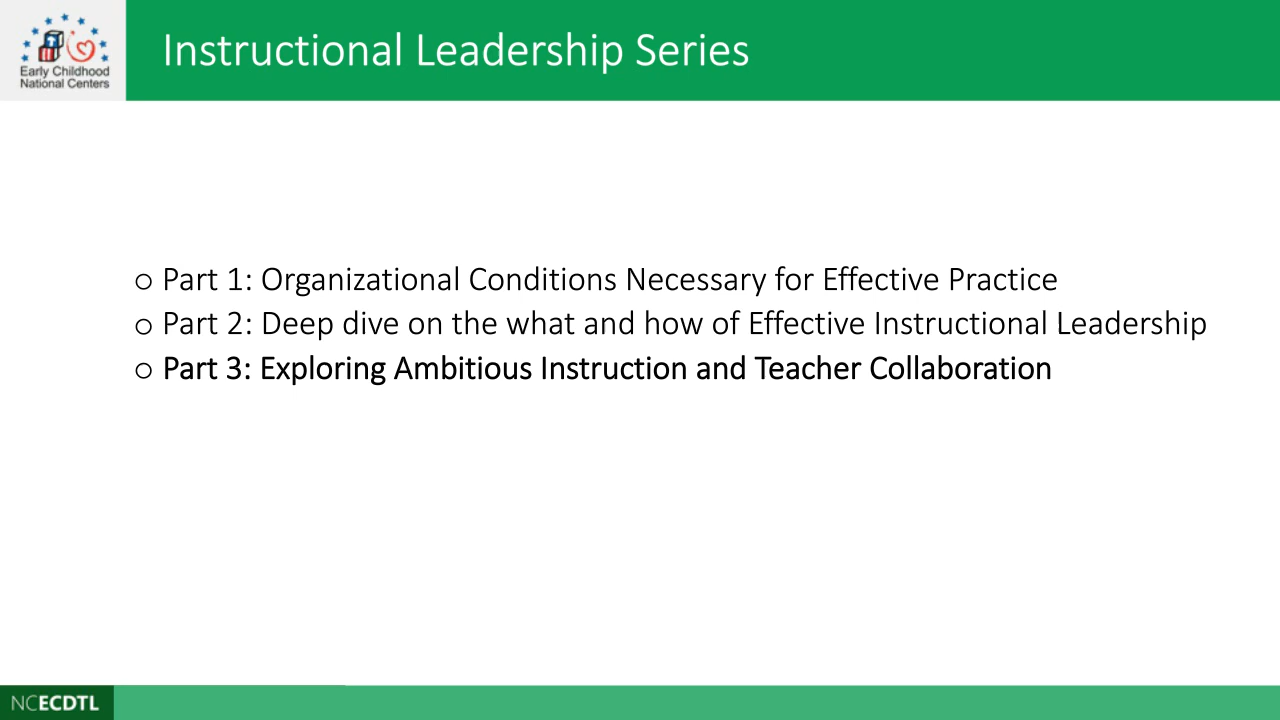 Early Childhood
National Centers
Instructional Leadership Series
○ Part 1: Organizational Conditions Necessary for Effective Practice
○ Part 2: Deep dive on the what and how of Effective Instructional Leadership
○ Part 3: Exploring Ambitious Instruction and Teacher Collaboration
NCECDTL